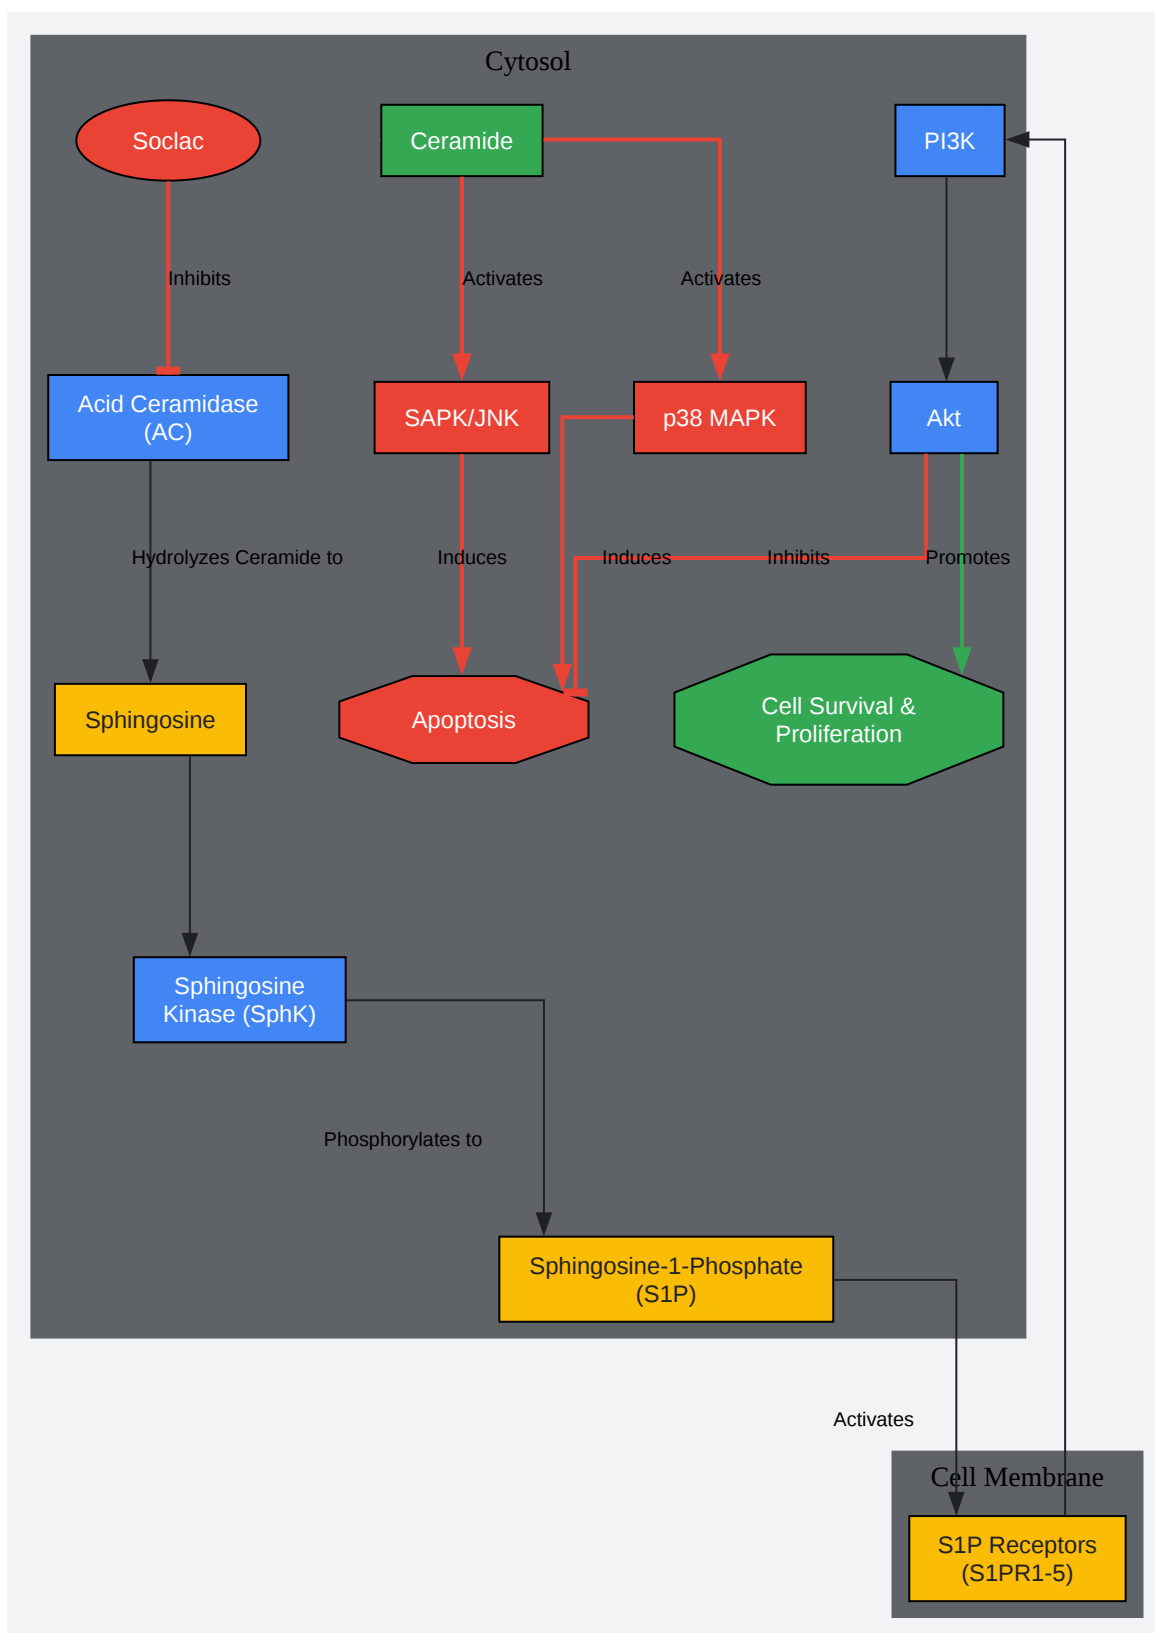 Cytosol
Soclac
Ceramide
PI3K
Inhibits
Activates
Activates
Acid Ceramidase
(AC)
SAPK/JNK
p38 MAPK
Akt
Hydrolyzes Ceramide to
Induces
Induces
Inhibits
Promotes
Sphingosine
Apoptosis
Cell Survival &
Proliferation
Sphingosine
Kinase (SphK)
Phosphorylates to
Sphingosine-1-Phosphate
(S1P)
Activates
Cell Membrane
S1P Receptors
(S1PR1-5)